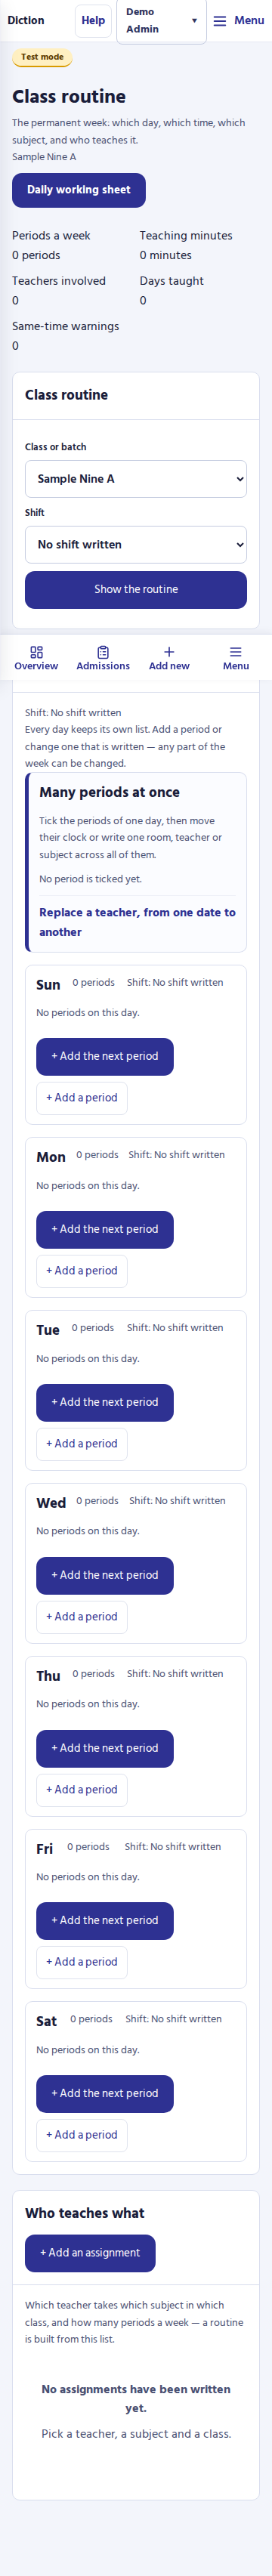 Diction
Help
Demo
Admin
Menu
Test mode
Class routine
The permanent week: which day, which time, which
subject, and who teaches it.
Sample Nine A
Daily working sheet
Periods a week
0 periods
Teaching minutes
0 minutes
Teachers involved
0
Days taught
0
Same-time warnings
0
Class routine
Class or batch
Sample Nine A
Shift
No shift written
Show the routine
Overview
Admissions
Add new
Menu
Shift: No shift written
Every day keeps its own list. Add a period or
change one that is written — any part of the
week can be changed.
Many periods at once
Tick the periods of one day, then move
their clock or write one room, teacher or
subject across all of them.
No period is ticked yet.
Replace a teacher, from one date to
another
Sun 0 periods Shift: No shift written
No periods on this day.
+ Add the next period
+ Add a period
Mon 0 periods Shift: No shift written
No periods on this day.
+ Add the next period
+ Add a period
Tue 0 periods Shift: No shift written
No periods on this day.
+ Add the next period
+ Add a period
Wed 0 periods Shift: No shift written
No periods on this day.
+ Add the next period
+ Add a period
Thu 0 periods Shift: No shift written
No periods on this day.
+ Add the next period
+ Add a period
Fri 0 periods Shift: No shift written
No periods on this day.
+ Add the next period
+ Add a period
Sat 0 periods Shift: No shift written
No periods on this day.
+ Add the next period
+ Add a period
Who teaches what
+ Add an assignment
Which teacher takes which subject in which
class, and how many periods a week — a routine
is built from this list.
No assignments have been written
yet.
Pick a teacher, a subject and a class.